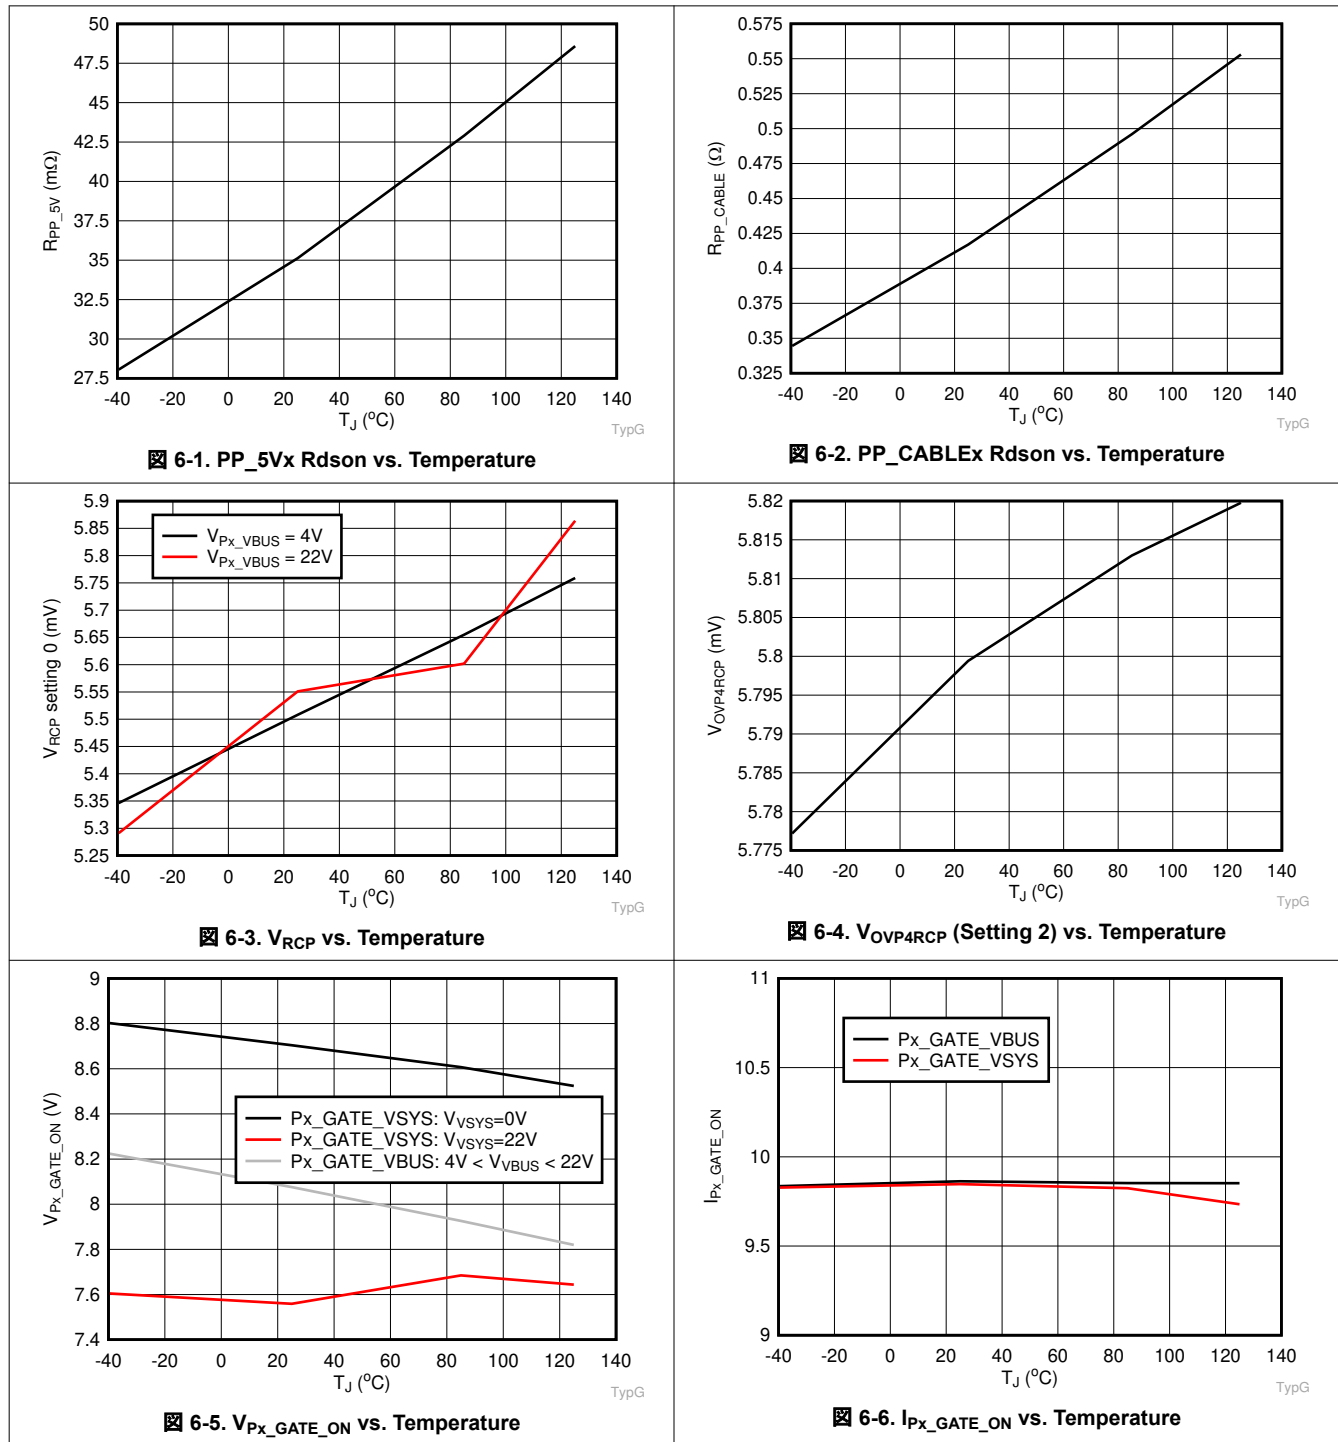 50
47.5
45
42.5
40
37.5
35
32.5
30
27.5
RPP_5V (mΩ)
-40 -20 0 20 40 60 80 100 120 140
TJ (oC)
TypG
図 6-1. PP_5Vx Rdson vs. Temperature
0.575
0.55
0.525
0.5
0.475
0.45
0.425
0.4
0.375
0.35
0.325
RPP_CABLE (Ω)
-40 -20 0 20 40 60 80 100 120 140
TJ (oC)
TypG
図 6-2. PP_CABLEx Rdson vs. Temperature
5.9
5.85
5.8
5.75
5.7
5.65
5.6
5.55
5.5
5.45
5.4
5.35
5.3
5.25
VRCP setting 0 (mV)
VPx_VBUS = 4V
VPx_VBUS = 22V
-40 -20 0 20 40 60 80 100 120 140
TJ (oC)
TypG
図 6-3. VRCP vs. Temperature
5.82
5.815
5.81
5.805
5.8
5.795
5.79
5.785
5.78
5.775
VOVP4RCP (mV)
-40 -20 0 20 40 60 80 100 120 140
TJ (oC)
TypG
図 6-4. VOVP4RCP (Setting 2) vs. Temperature
9
8.8
8.6
8.4
8.2
8
7.8
7.6
7.4
VPx_GATE_ON (V)
Px_GATE_VSYS: VVSYS=0V
Px_GATE_VSYS: VVSYS=22V
Px_GATE_VBUS: 4V < VVBUS < 22V
-40 -20 0 20 40 60 80 100 120 140
TJ (oC)
TypG
図 6-5. VPx_GATE_ON vs. Temperature
11
10.5
10
9.5
9
IPx_GATE_ON
Px_GATE_VBUS
Px_GATE_VSYS
-40 -20 0 20 40 60 80 100 120 140
TJ (oC)
TypG
図 6-6. IPx_GATE_ON vs. Temperature